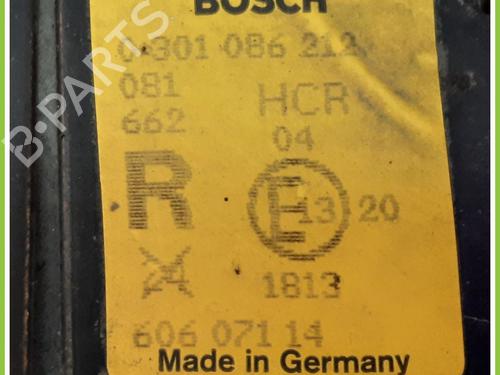 BOSCH
0 301 086 212
081
HCR
662
04
R
E 13 20
24
1813
606 071 14
Made in Germany
B-PARTS